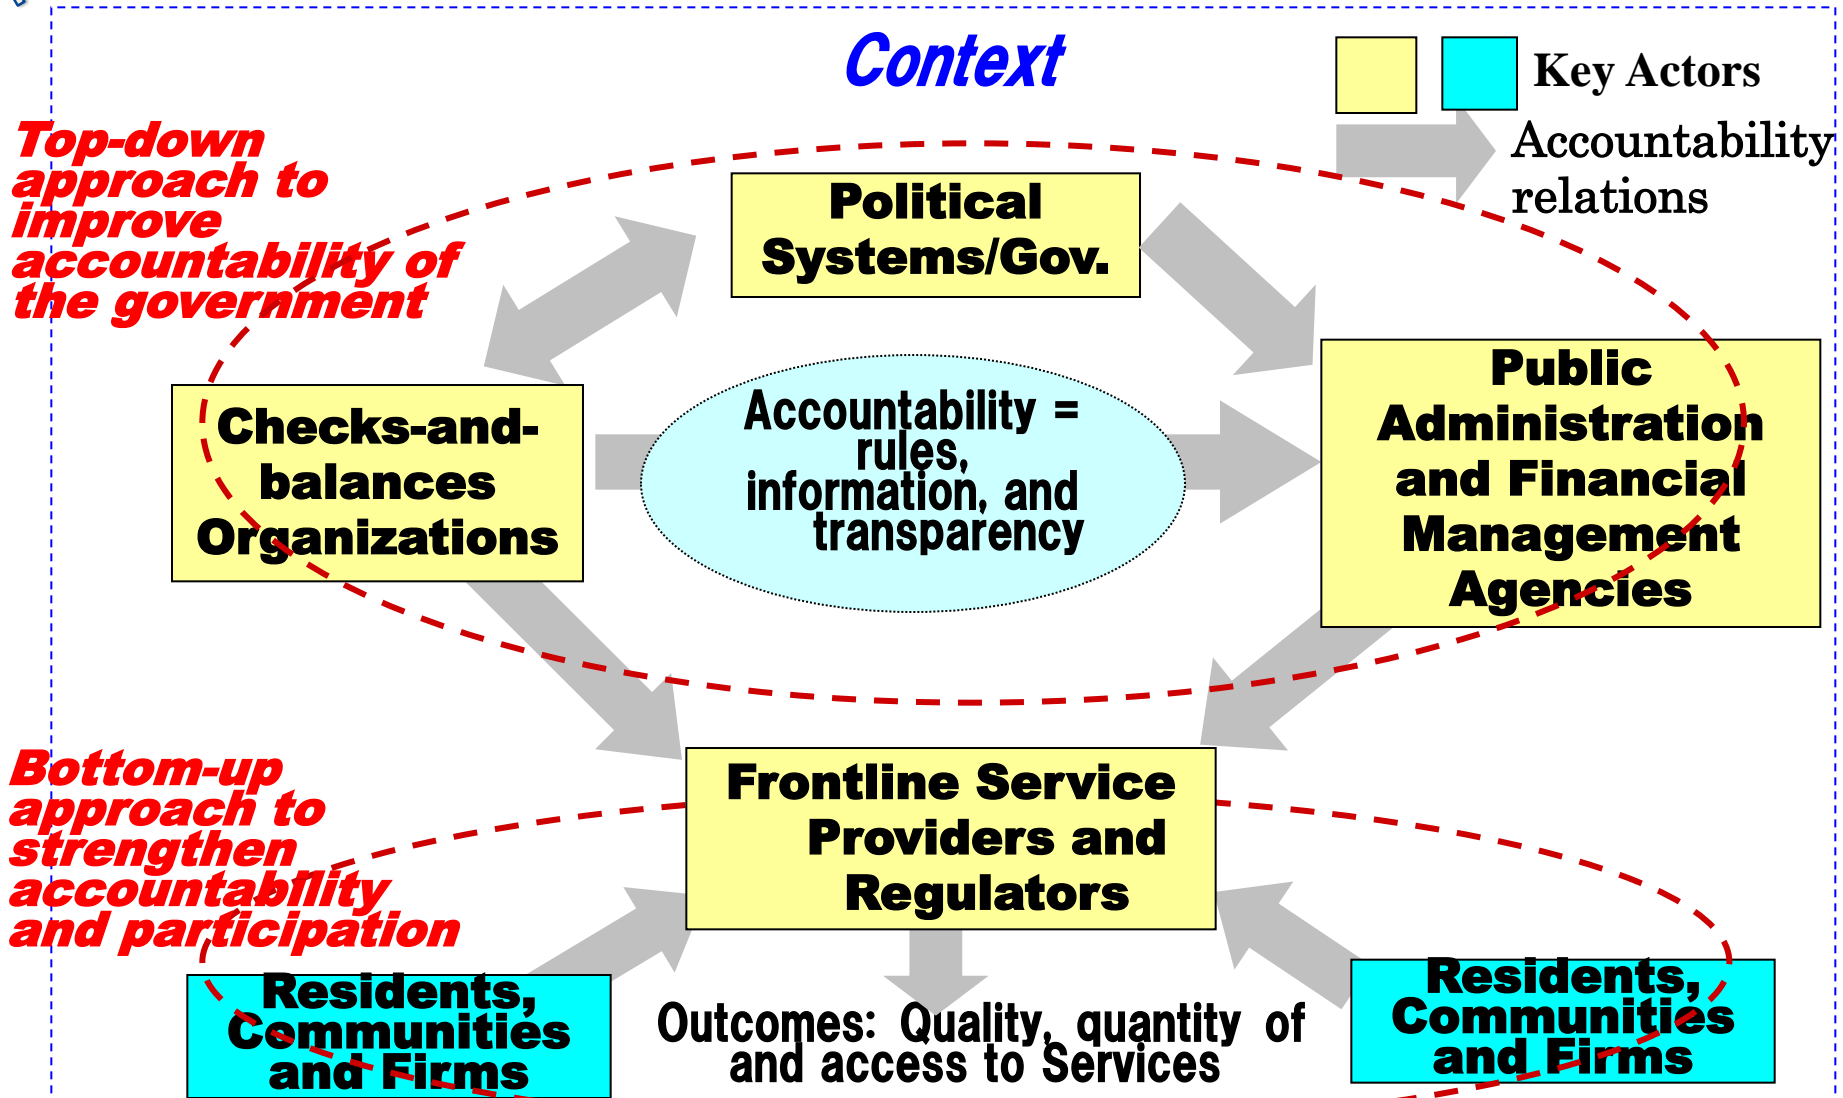 Context
Key Actors
Accountability
relations
Top-down
approach to
improve
accountability of
the government
Political
Systems/Gov.
Checks-and-
balances
Organizations
Accountability =
rules,
information, and
transparency
Public
Administration
and Financial
Management
Agencies
Bottom-up
approach to
strengthen
accountability
and participation
Frontline Service
Providers and
Regulators
Residents,
Communities
and Firms
Outcomes: Quality, quantity of
and access to Services
Residents,
Communities
and Firms